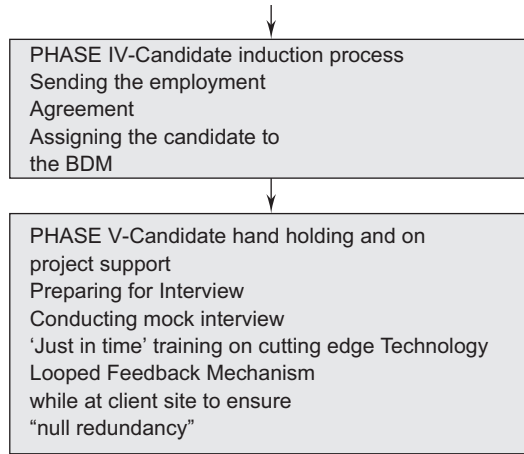 PHASE IV-Candidate induction process
Sending the employment
Agreement
Assigning the candidate to
the BDM
PHASE V-Candidate hand holding and on
project support
Preparing for Interview
Conducting mock interview
‘Just in time’ training on cutting edge Technology
Looped Feedback Mechanism
while at client site to ensure
“null redundancy”